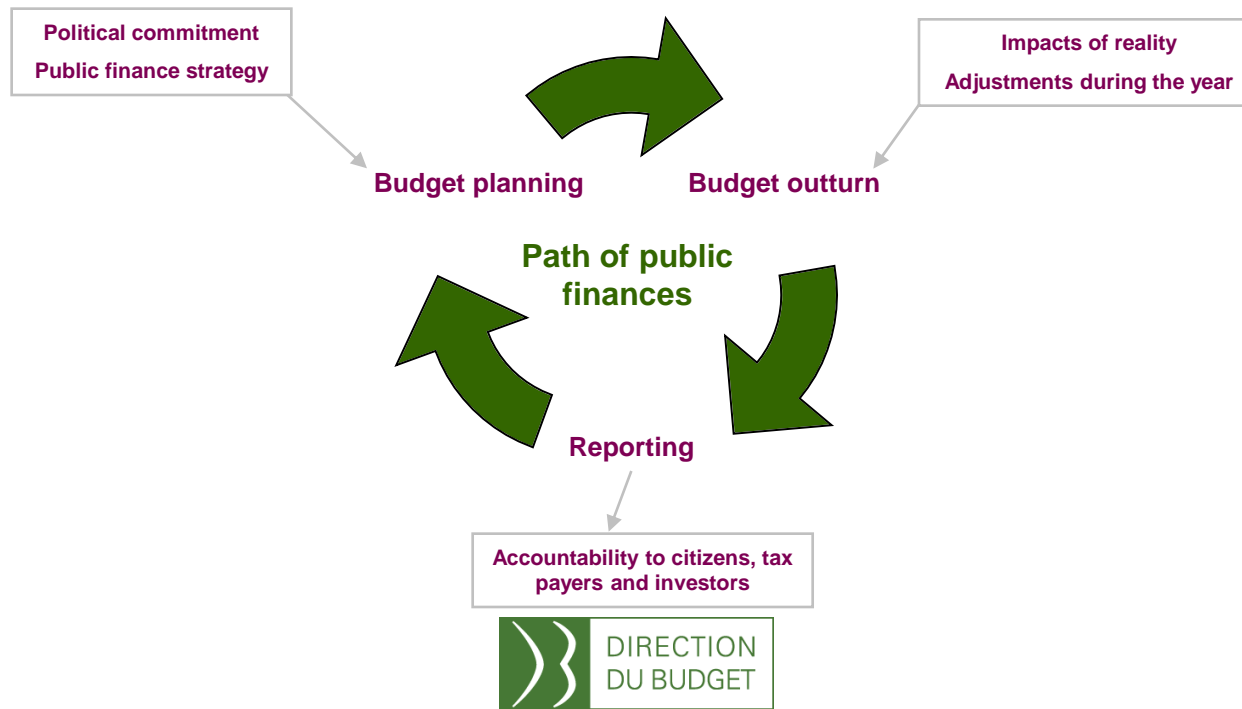 Political commitment
Public finance strategy
Impacts of reality
Adjustments during the year
Budget planning
Budget outturn
Path of public
finances
Reporting
Accountability to citizens, tax
payers and investors
DIRECTION
DU BUDGET